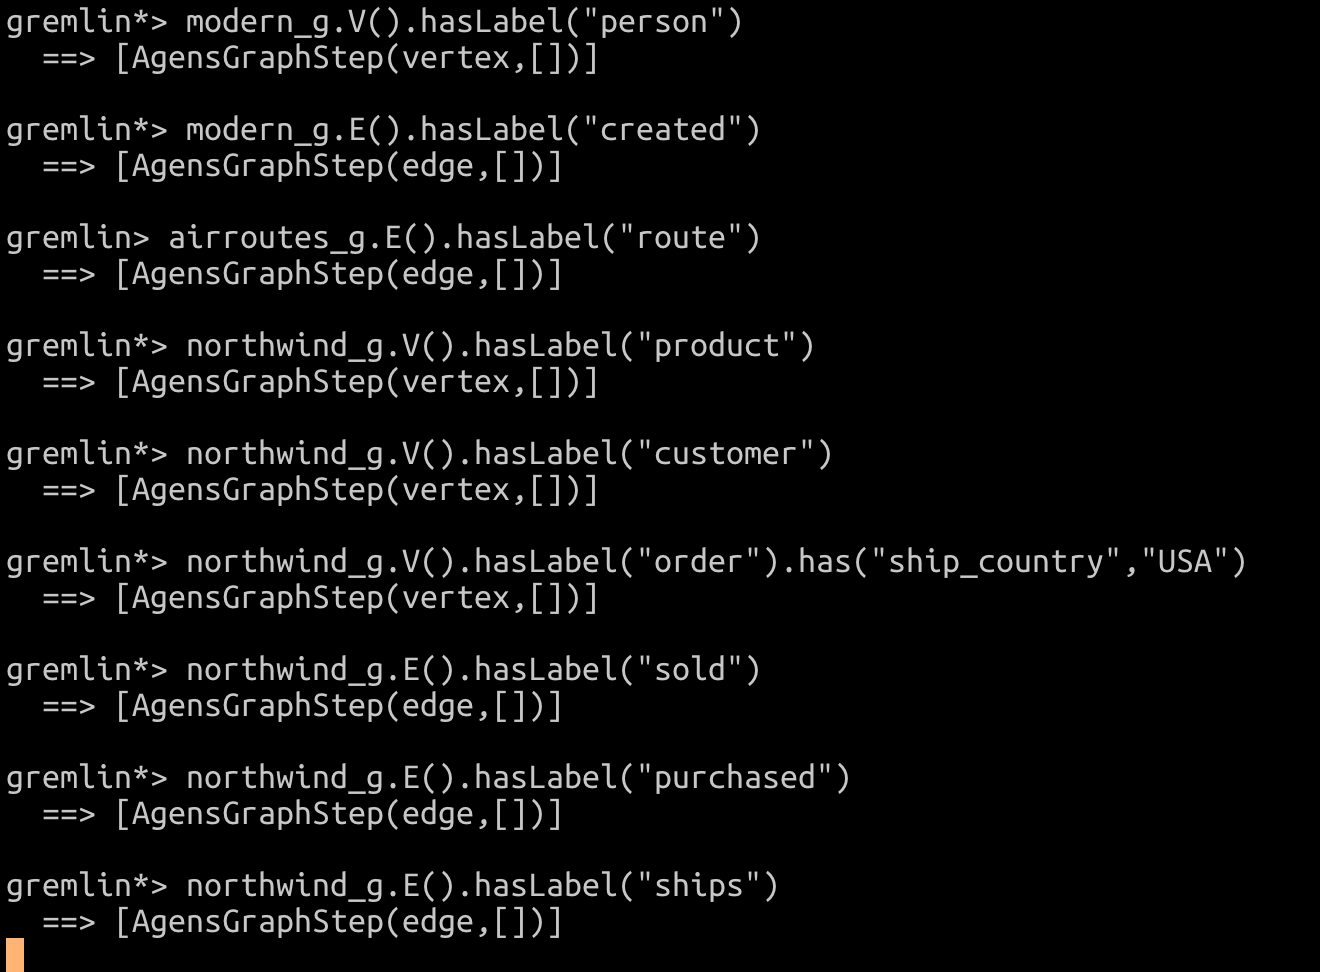 gremlin*> modern_g.V().hasLabel("person")
  ==> [AgensGraphStep(vertex,[])]

gremlin*> modern_g.E().hasLabel("created")
  ==> [AgensGraphStep(edge,[])]

gremlin> airroutes_g.E().hasLabel("route")
  ==> [AgensGraphStep(edge,[])]

gremlin*> northwind_g.V().hasLabel("product")
  ==> [AgensGraphStep(vertex,[])]

gremlin*> northwind_g.V().hasLabel("customer")
  ==> [AgensGraphStep(vertex,[])]

gremlin*> northwind_g.V().hasLabel("order").has("ship_country","USA")
  ==> [AgensGraphStep(vertex,[])]

gremlin*> northwind_g.E().hasLabel("sold")
  ==> [AgensGraphStep(edge,[])]

gremlin*> northwind_g.E().hasLabel("purchased")
  ==> [AgensGraphStep(edge,[])]

gremlin*> northwind_g.E().hasLabel("ships")
  ==> [AgensGraphStep(edge,[])]